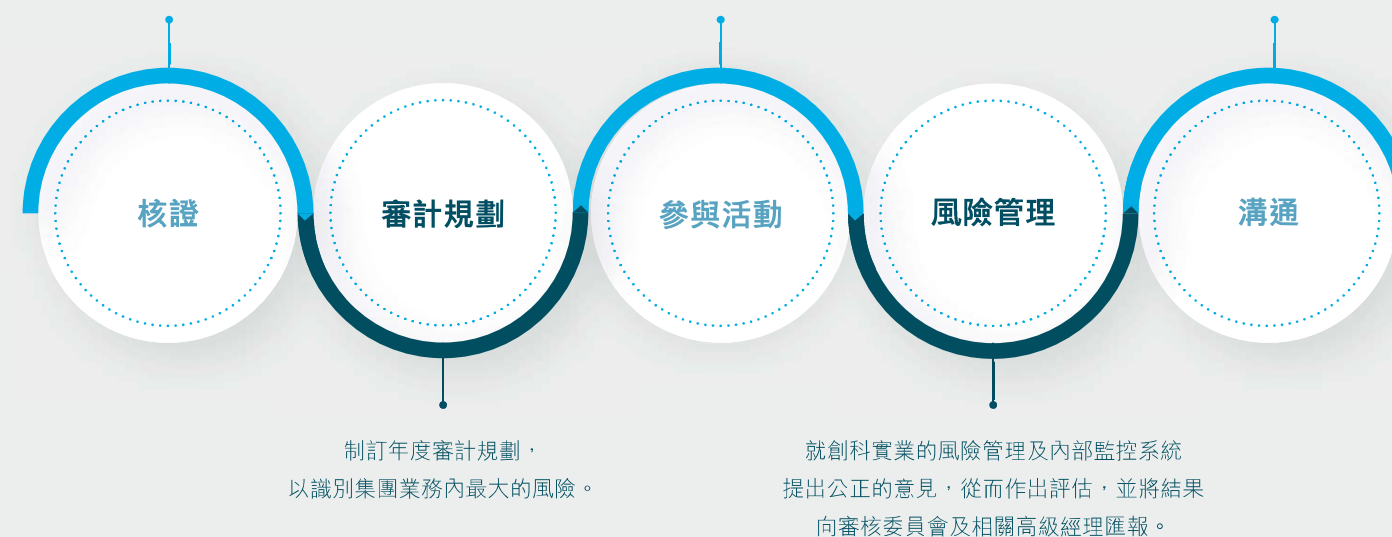 核證
審計規劃
參與活動
風險管理
溝通
制訂年度審計規劃，
以識別集團業務內最大的風險。
就創科實業的風險管理及內部監控系統
提出公正的意見，從而作出評估，並將結果
向審核委員會及相關高級經理匯報。